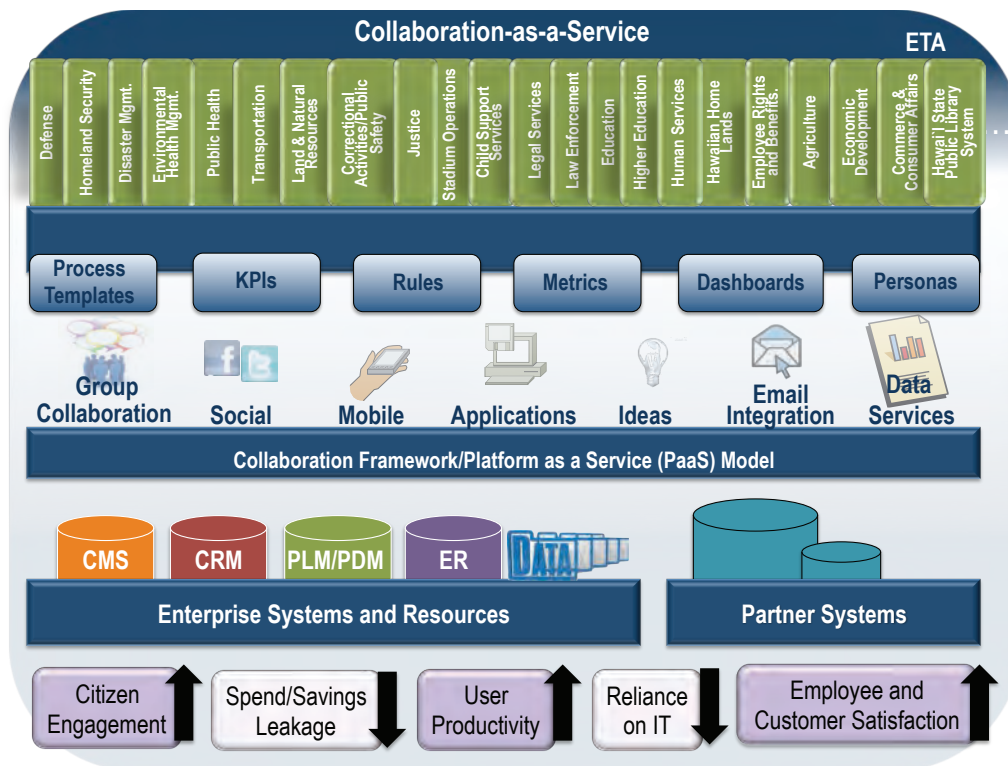 Collaboration-as-a-Service
ETA
Defense
Homeland Security
Disaster Mgmt.
Environmental
Health Mgmt.
Public Health
Transportation
Land & Natural
Resources
Correctional
Activities/Public
Safety
Justice
Stadium Operations
Child Support
Services
Legal Services
Law Enforcement
Education
Higher Education
Human Services
Hawaiian Home
Lands
Employee Rights
and Benefits.
Agriculture
Economic
Development
Commerce &
Consumer Affairs
Hawai`I State
Public Library
System
Process
Templates
KPIs
Rules
Metrics
Dashboards
Personas
Group
Collaboration
Social
Mobile
Applications
Ideas
Email
Integration
Data
Services
Collaboration Framework/Platform as a Service (PaaS) Model
CMS
CRM
PLM/PDM
ER
DATA
Enterprise Systems and Resources
Partner Systems
Citizen
Engagement
Spend/Savings
Leakage
User
Productivity
Reliance
on IT
Employee and
Customer Satisfaction